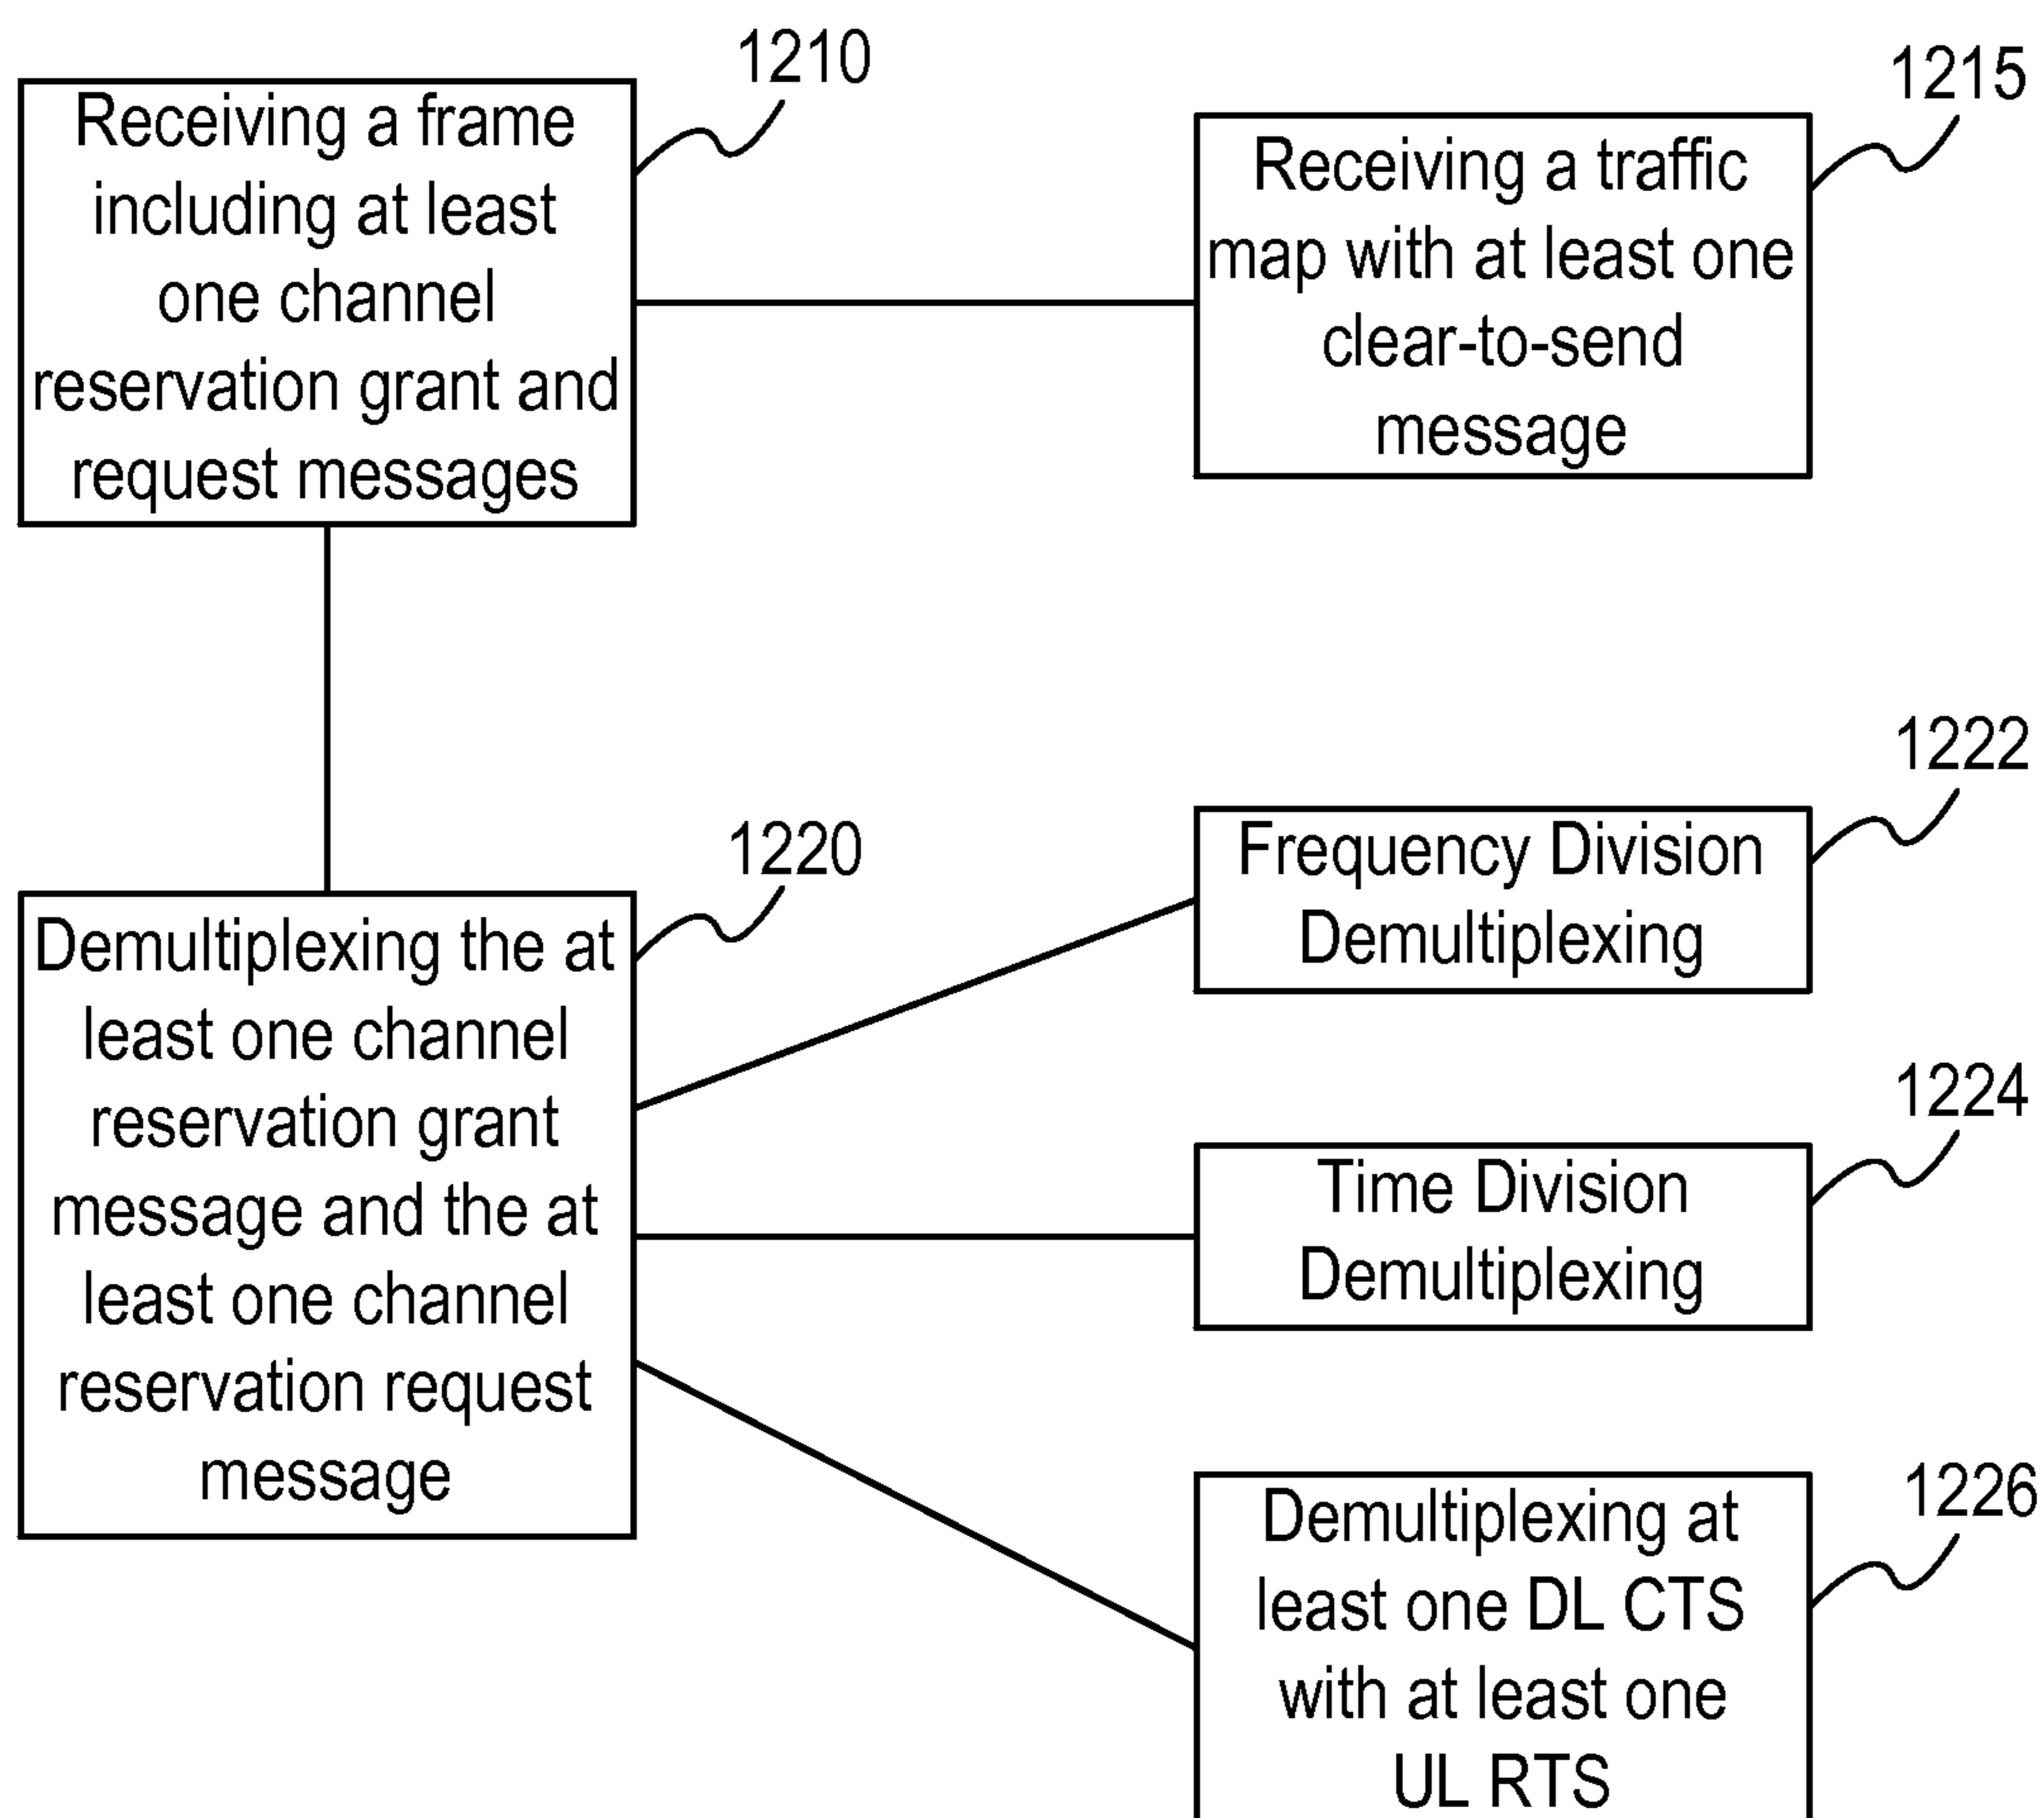 1210
Receiving a frame
including at least
one channel
reservation grant and
request messages
1215
Receiving a traffic
map with at least one
clear-to-send
message
1220
Demultiplexing the at
least one channel
reservation grant
message and the at
least one channel
reservation request
message
1222
Frequency Division
Demultiplexing
1224
Time Division
Demultiplexing
1226
Demultiplexing at
least one DL CTS
with at least one
UL RTS